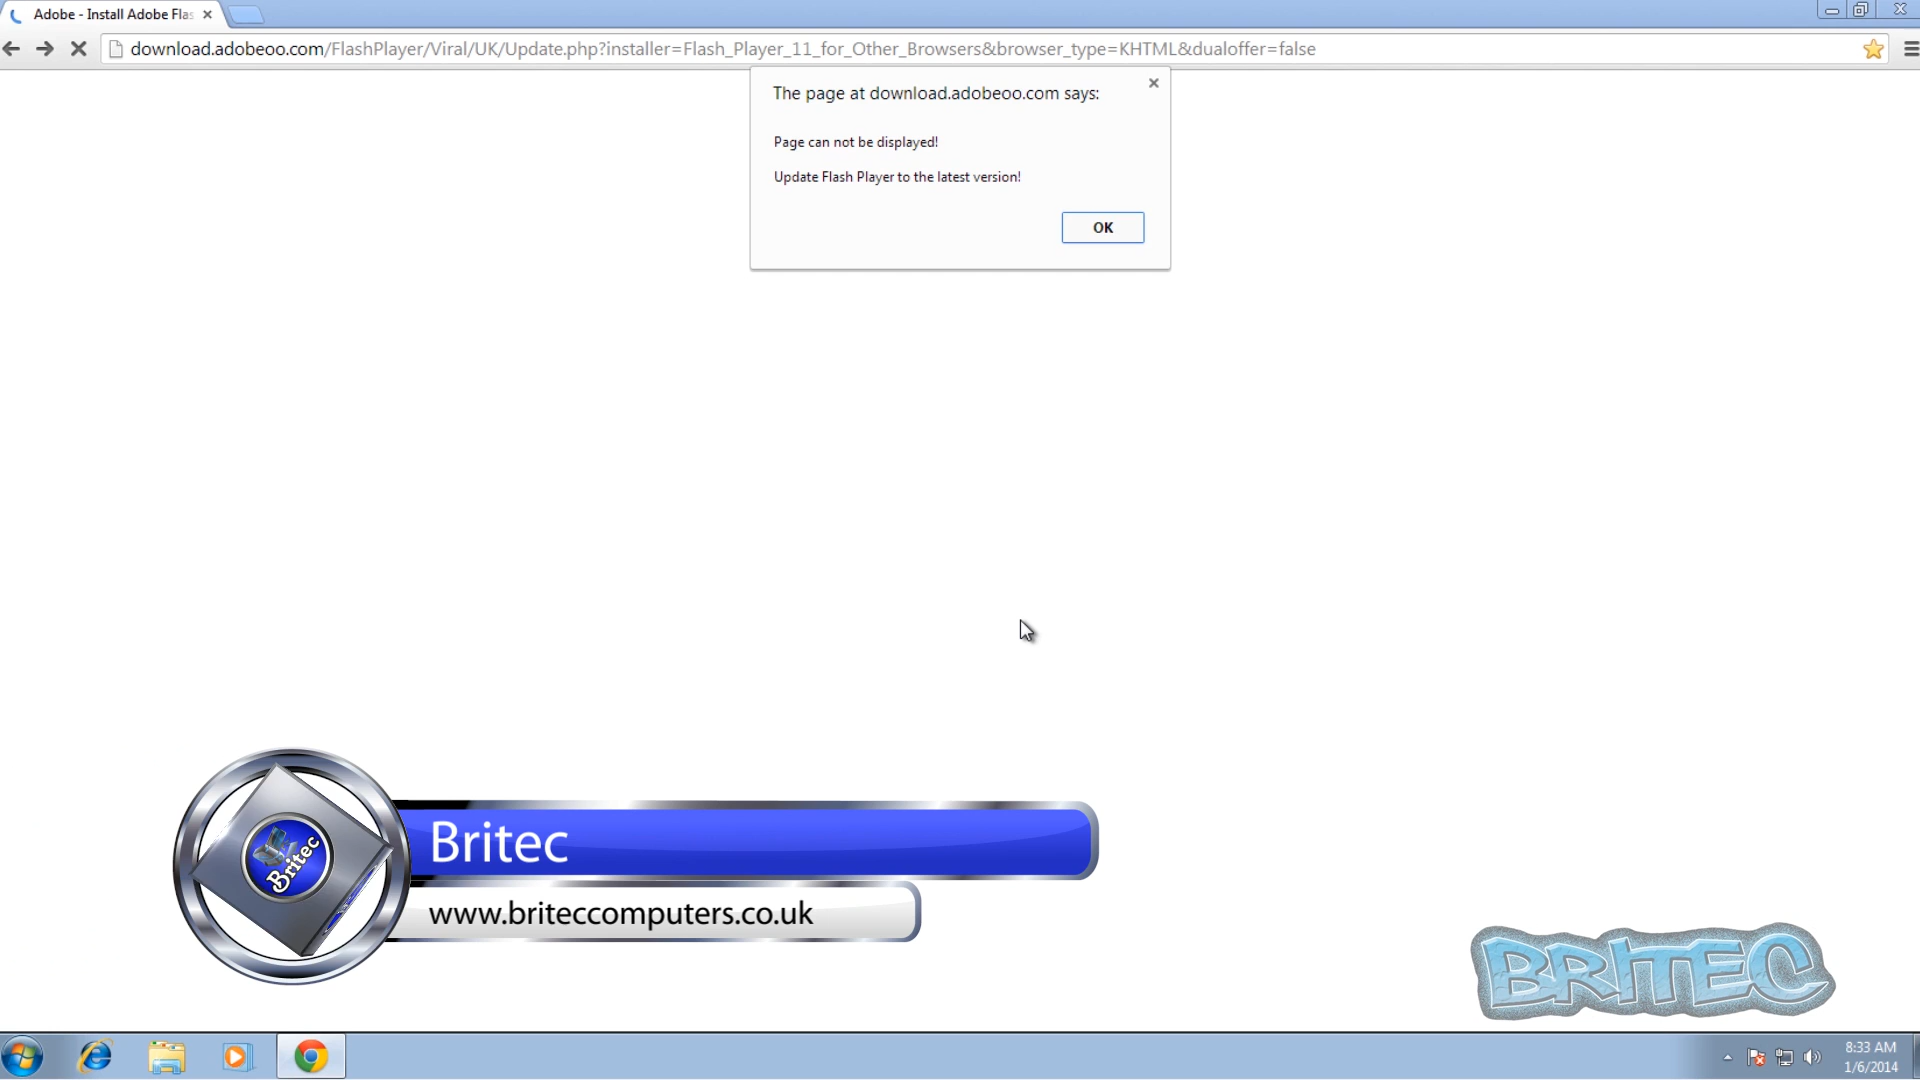 Adobe - Install Adobe Flas
download.adobeoo.com/FlashPlayer/Viral/UK/Update.php?installer=Flash_Player_11_for_Other_Browsers&browser_type=KHTML&dualoffer=false
The page at download.adobeoo.com says:
Page can not be displayed!
Update Flash Player to the latest version!
OK
Britec
Britec
www.briteccomputers.co.uk
BRITEC
8:33 AM
1/6/2014